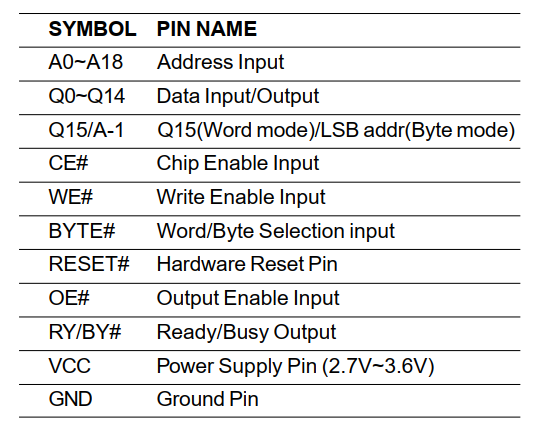 SYMBOL PIN NAME
A0~A18 Address Input
Q0~Q14 Data Input/Output
Q15/A-1 Q15(Word mode)/LSB addr(Byte mode)
CE# Chip Enable Input
WE# Write Enable Input
BYTE# Word/Byte Selection input
RESET# Hardware Reset Pin
OE# Output Enable Input
RY/BY# Ready/Busy Output
VCC Power Supply Pin (2.7V~3.6V)
GND Ground Pin